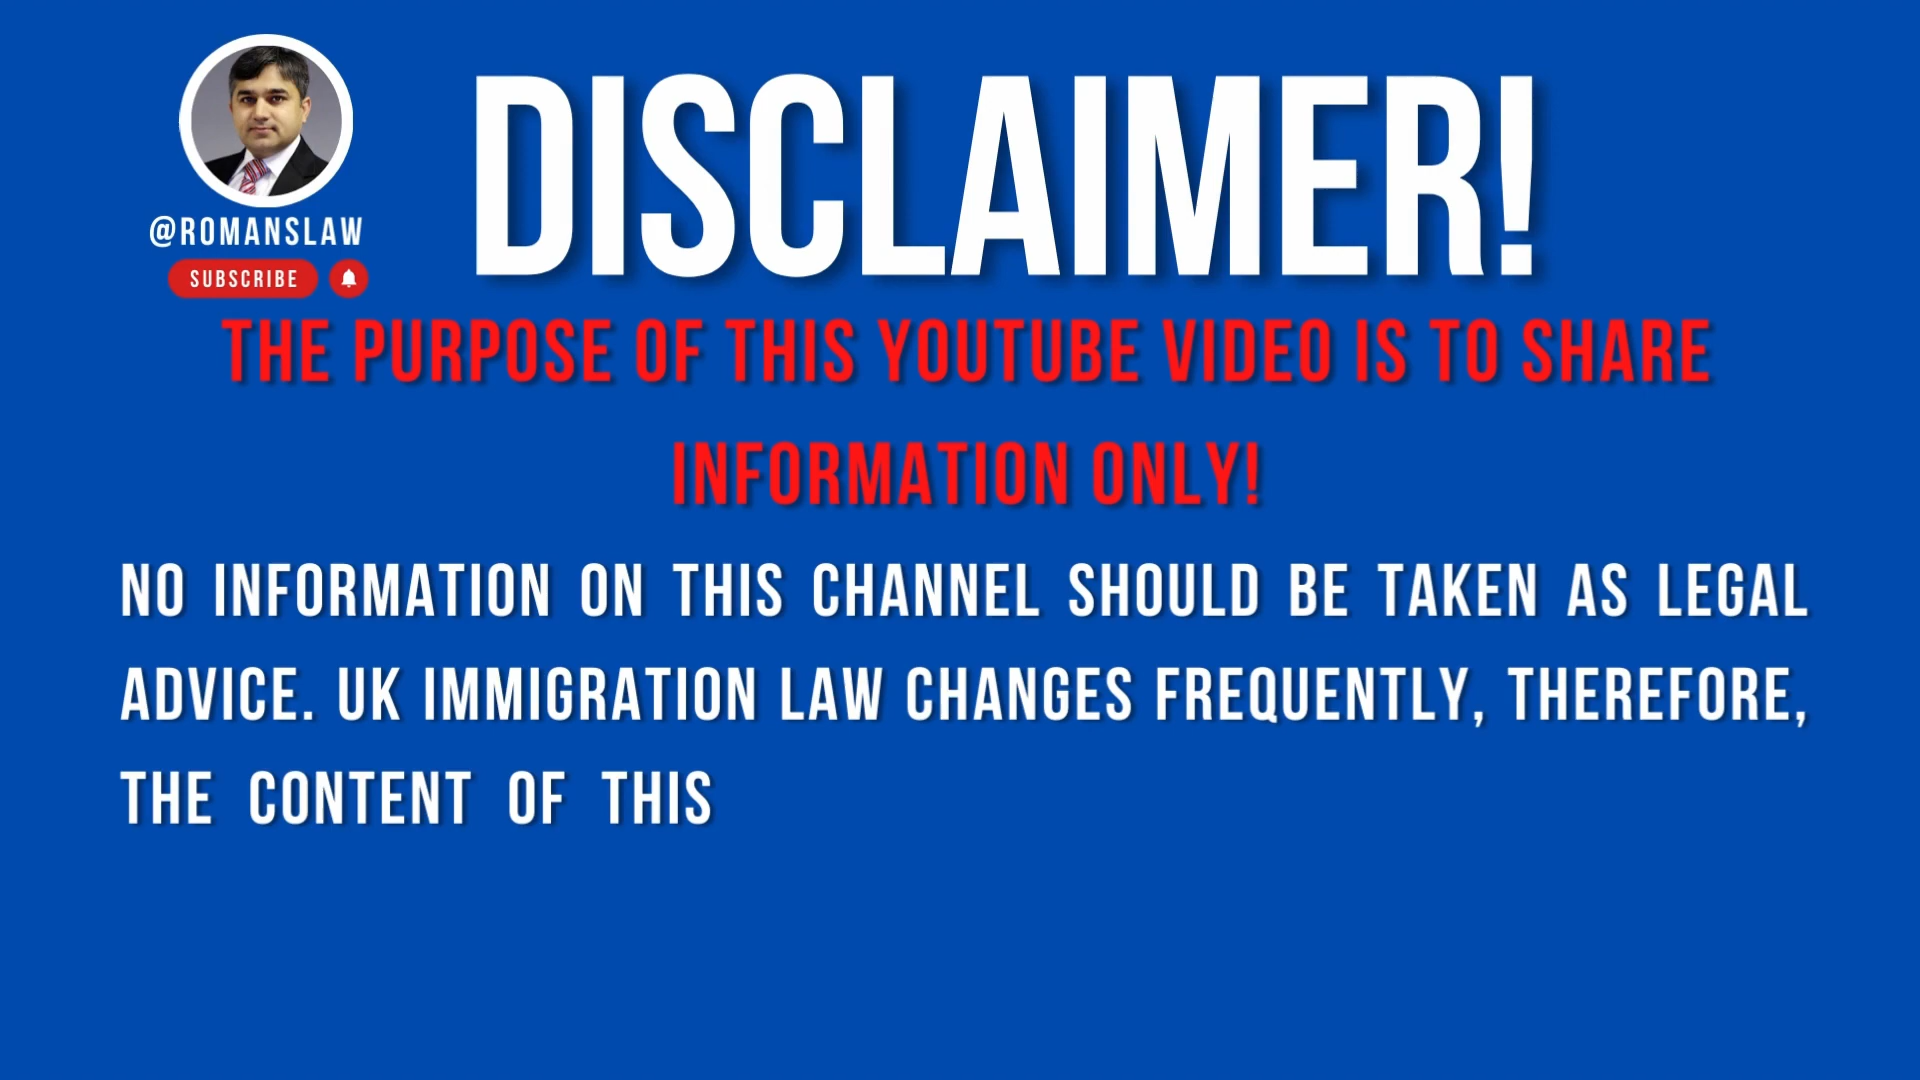 @ROMANSLAW
SUBSCRIBE
DISCLAIMER!
THE PURPOSE OF THIS YOUTUBE VIDEO IS TO SHARE
INFORMATION ONLY!
NO INFORMATION ON THIS CHANNEL SHOULD BE TAKEN AS LEGAL
ADVICE. UK IMMIGRATION LAW CHANGES FREQUENTLY, THEREFORE,
THE CONTENT OF THIS